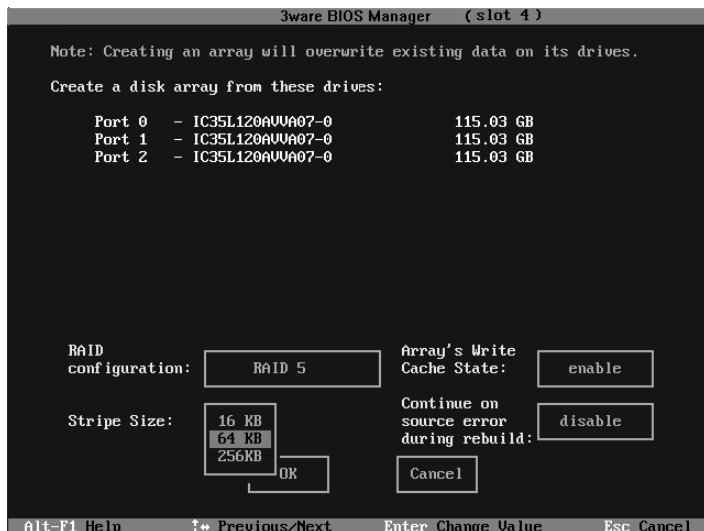 3ware BIOS Manager (slot 4)
Note: Creating an array will overwrite existing data on its drives.
Create a disk array from these drives:
Port 0 - IC35L120AVVA07-0 115.03 GB
Port 1 - IC35L120AVVA07-0 115.03 GB
Port 2 - IC35L120AVVA07-0 115.03 GB
RAID
configuration: RAID 5
Array's Write
Cache State: enable
Stripe Size: 16 KB
64 KB
256KB
Continue on
source error
during rebuild: disable
OK Cancel
Alt-F1 Help ↑↔ Previous/Next Enter Change Value Esc Cancel